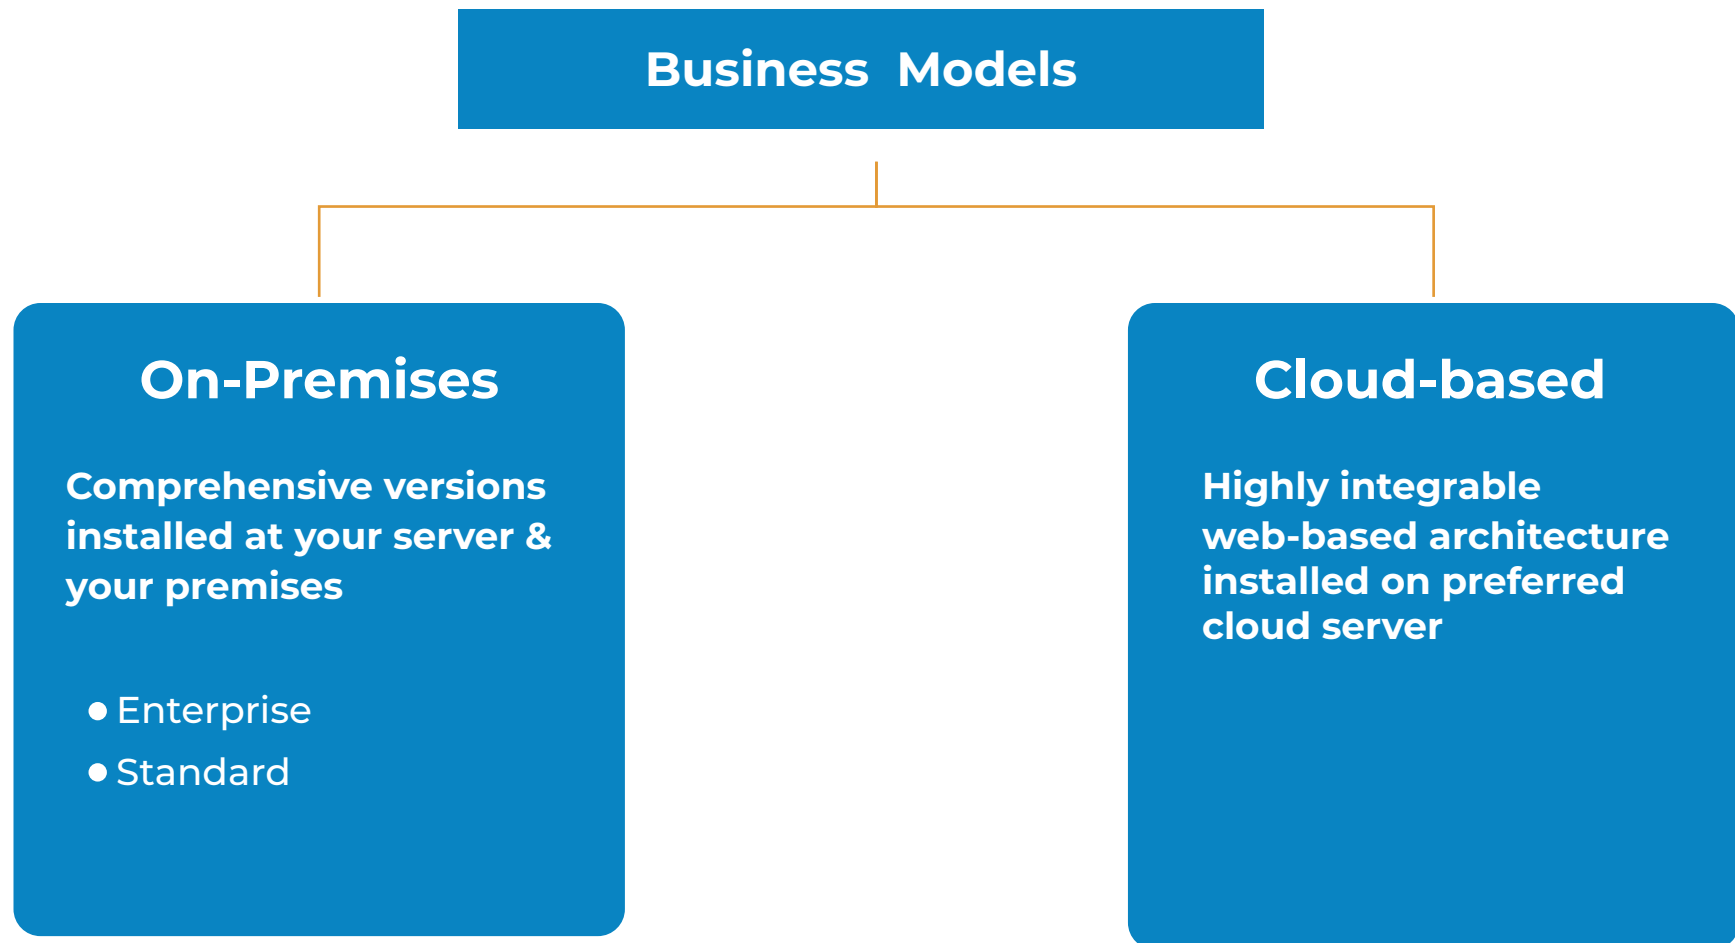 Business Models
On-Premises
Comprehensive versions
installed at your server &
your premises
● Enterprise
● Standard
Cloud-based
Highly integrable
web-based architecture
installed on preferred
cloud server